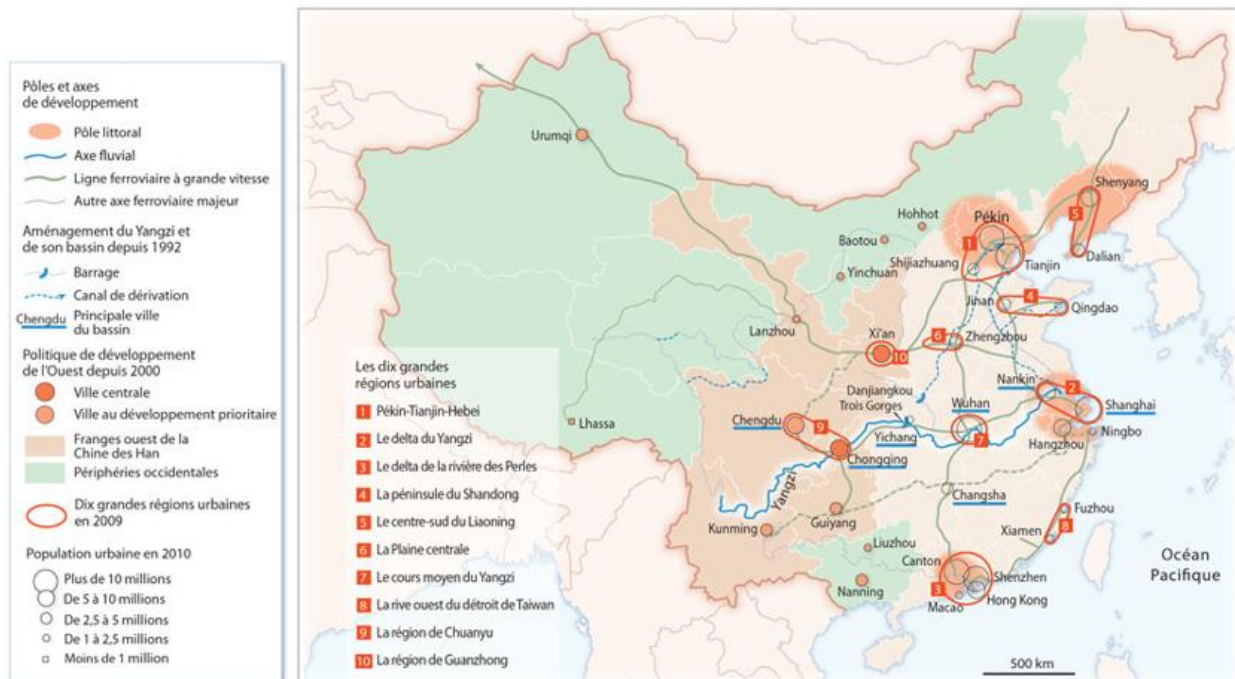 Pôles et axes
de développement
Pôle littoral
Axe fluvial
Ligne ferroviaire à grande vitesse
Autre axe ferroviaire majeur
Aménagement du Yangzi et
de son bassin depuis 1992
Barrage
Canal de dérivation
Chengdu Principale ville
du bassin
Politique de développement
de l'Ouest depuis 2000
Ville centrale
Ville au développement prioritaire
Franges ouest de la
Chine des Han
Périphéries occidentales
Dix grandes régions urbaines
en 2009
Population urbaine en 2010
Plus de 10 millions
De 5 à 10 millions
De 2,5 à 5 millions
De 1 à 2,5 millions
Moins de 1 million
Urumqi
Shenyang
5
Hohhot
Pékin
Baotou
1
Dalian
Shijiazhuang
Tianjin
Yinchuan
Jinan
4
Qingdao
Lanzhou
Xi'an
6
Zhengzhou
10
Les dix grandes
régions urbaines
1 Pékin-Tianjin-Hebei
2 Le delta du Yangzi
3 Le delta de la rivière des Perles
4 La péninsule du Shandong
5 Le centre-sud du Liaoning
6 La Plaine centrale
7 Le cours moyen du Yangzi
8 La rive ouest du détroit de Taiwan
9 La région de Chuanyu
10 La région de Guanzhong
Nankin
2
Danjiangkou
Trois Gorges
Wuhan
Shanghai
Lhassa
Chengdu
9
Yichang
7
Hangzhou
Ningbo
Chongqing
Yangzi
Changsha
Kunming
Guiyang
Fuzhou
Xiamen
8
Liuzhou
Canton
Océan
Pacifique
Nanning
3
Shenzhen
Macao
Hong Kong
500 km